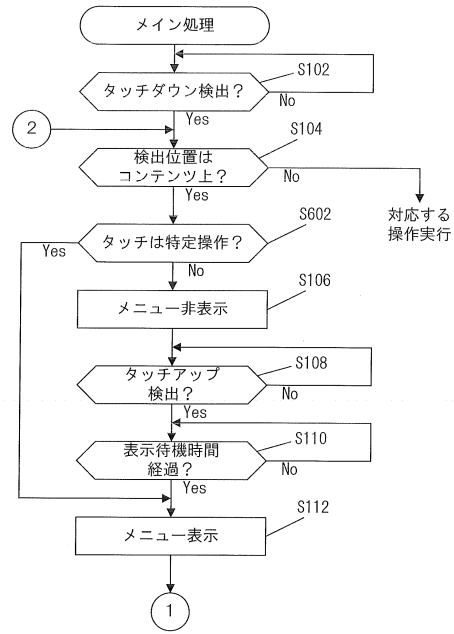 メイン処理
S102
タッチダウン検出？
No
Yes
2
S104
検出位置は
コンテンツ上？
No
Yes
対応する
操作実行
S602
タッチは特定操作？
Yes
No
S106
メニュー非表示
S108
タッチアップ
検出？
No
Yes
S110
表示待機時間
経過？
No
Yes
S112
メニュー表示
1